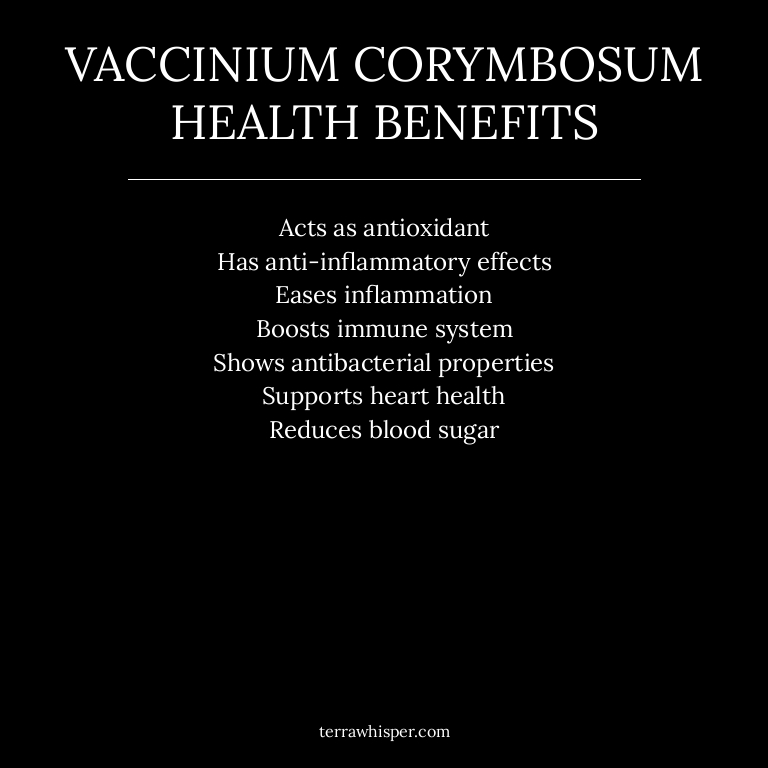 VACCINIUM CORYMBOSUM
HEALTH BENEFITS
Acts as antioxidant
Has anti-inflammatory effects
Eases inflammation
Boosts immune system
Shows antibacterial properties
Supports heart health
Reduces blood sugar
terrawhisper.com